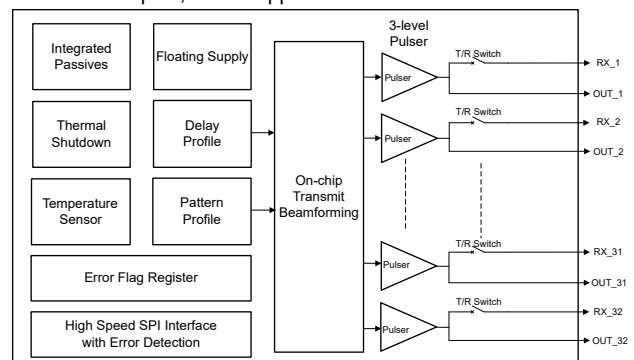 3-level
Pulser
Integrated
Passives
Floating Supply
Thermal
Shutdown
Delay
Profile
Temperature
Sensor
Pattern
Profile
Error Flag Register
High Speed SPI Interface
with Error Detection
On-chip
Transmit
Beamforming
Pulser
T/R Switch
RX_1
OUT_1
Pulser
T/R Switch
RX_2
OUT_2
Pulser
T/R Switch
RX_31
OUT_31
Pulser
T/R Switch
RX_32
OUT_32